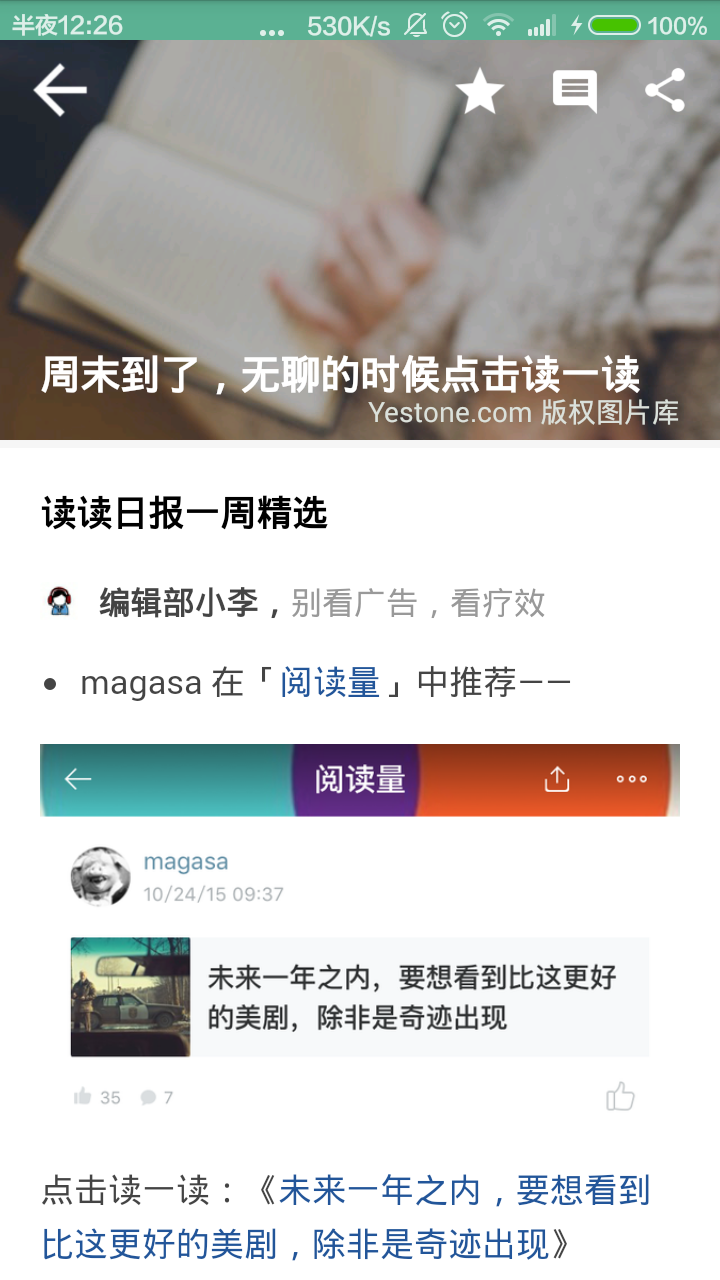 半夜12:26 ... 530K/s 100%
周末到了，无聊的时候点击读一读
Yestone.com 版权图片库
读读日报一周精选
编辑部小李，别看广告，看疗效
• magasa 在「阅读量」中推荐——
阅读量
magasa
10/24/15 09:37
未来一年之内，要想看到比这更好
的美剧，除非是奇迹出现
35 7
点击读一读：《未来一年之内，要想看到
比这更好的美剧，除非是奇迹出现》